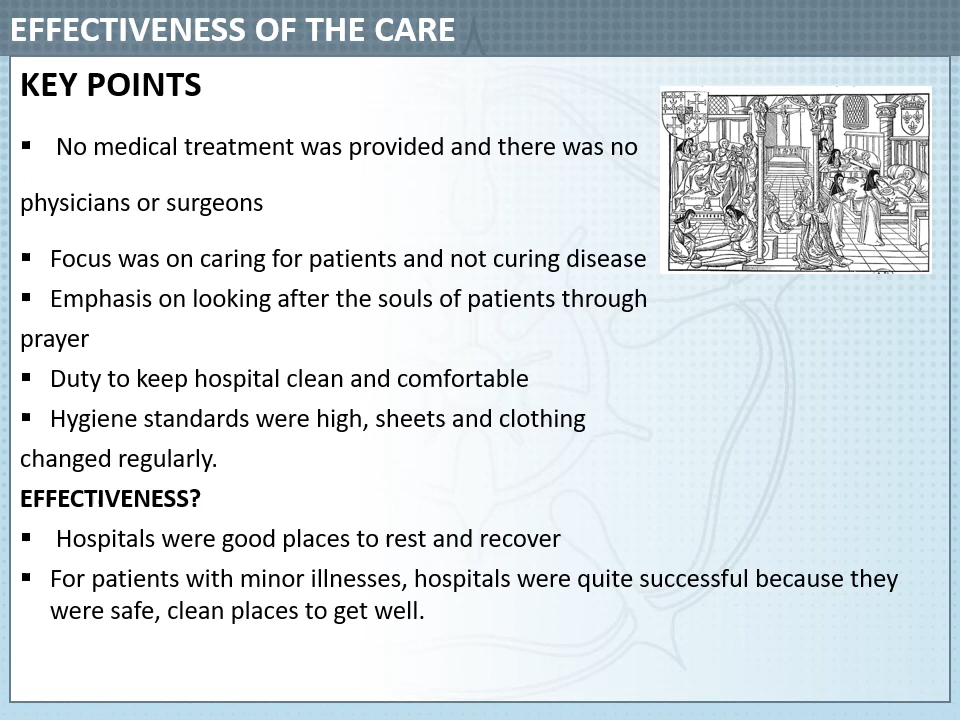 EFFECTIVENESS OF THE CARE
KEY POINTS
▪ No medical treatment was provided and there was no
physicians or surgeons
▪ Focus was on caring for patients and not curing disease
▪ Emphasis on looking after the souls of patients through
prayer
▪ Duty to keep hospital clean and comfortable
▪ Hygiene standards were high, sheets and clothing
changed regularly.
EFFECTIVENESS?
▪ Hospitals were good places to rest and recover
▪ For patients with minor illnesses, hospitals were quite successful because they
were safe, clean places to get well.